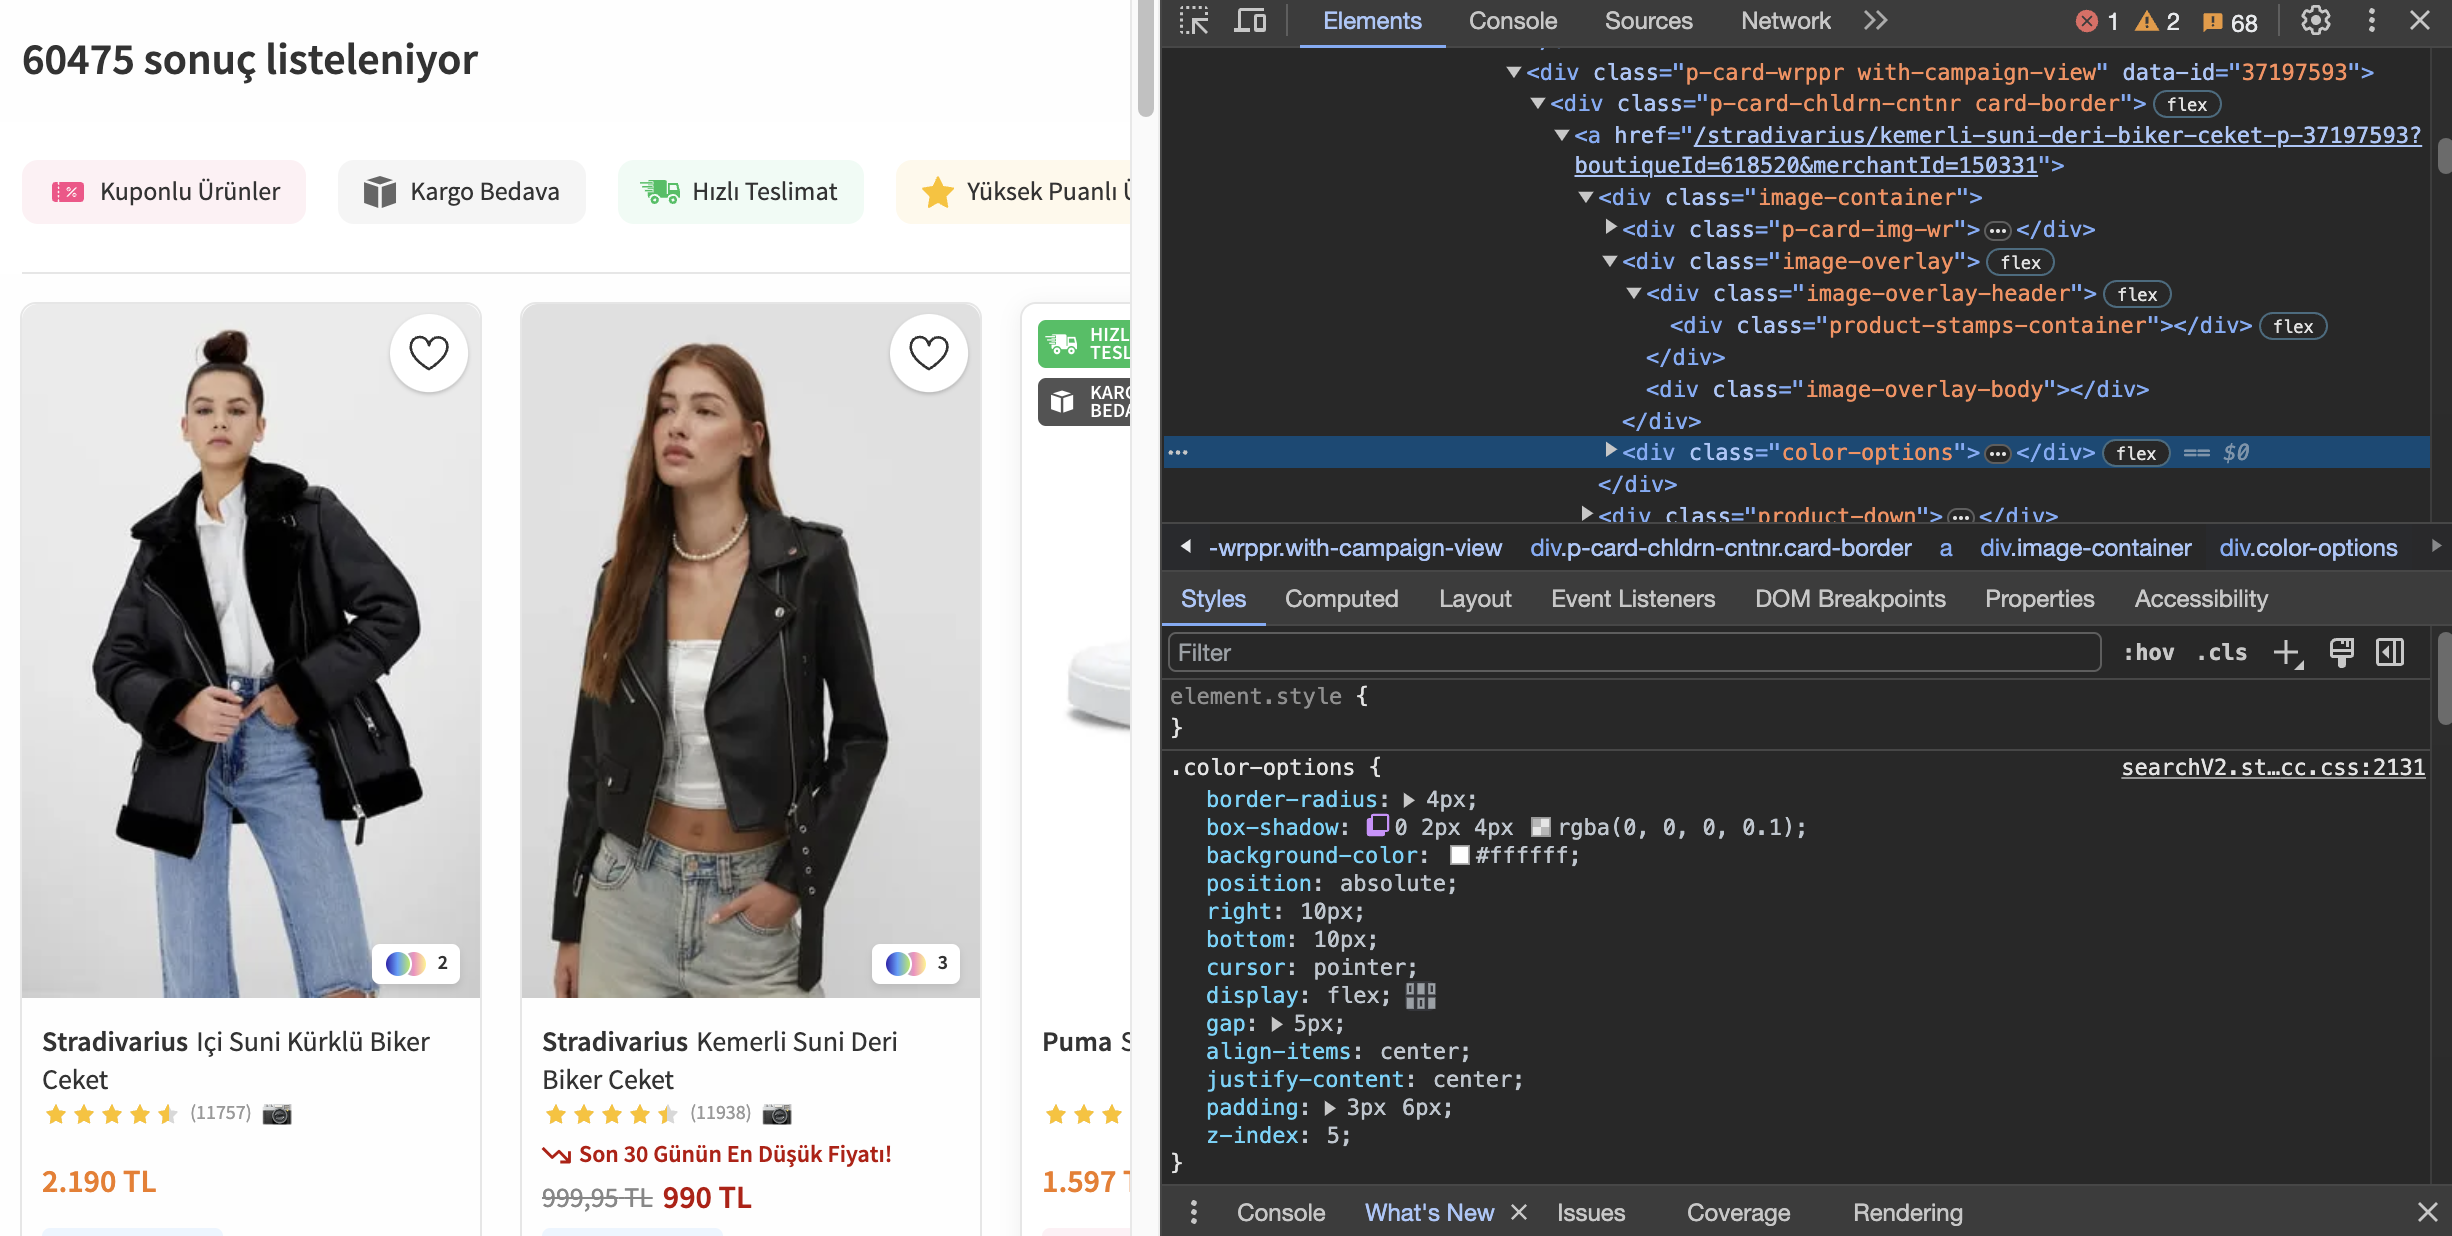 60475 sonuç listeleniyor
Kuponlu Ürünler
Kargo Bedava
Hızlı Teslimat
Yüksek Puanlı
HIZL
TESL
KARG
BEDA
2
3
Stradivarius Içi Suni Kürklü Biker
Ceket
(11757)
2.190 TL
Stradivarius Kemerli Suni Deri
Biker Ceket
(11938)
Son 30 Günün En Düşük Fiyatı!
999,95 TL 990 TL
Puma S
1.597
Elements Console Sources Network 1 2 68
<div class="p-card-wrppr with-campaign-view" data-id="37197593">
<div class="p-card-chldrn-cntnr card-border"> flex
<a href="/stradivarius/kemerli-suni-deri-biker-ceket-p-37197593?
boutiqueId=618520&merchantId=150331">
<div class="image-container">
<div class="p-card-img-wr">…</div>
<div class="image-overlay"> flex
<div class="image-overlay-header"> flex
<div class="product-stamps-container"></div> flex
</div>
<div class="image-overlay-body"></div>
</div>
… <div class="color-options">…</div> flex == $0
</div>
<div class="product-down">…</div>
-wrppr.with-campaign-view div.p-card-chldrn-cntnr.card-border a div.image-container div.color-options
Styles Computed Layout Event Listeners DOM Breakpoints Properties Accessibility
Filter :hov .cls
element.style {
}
.color-options { searchV2.st…cc.css:2131
border-radius: 4px;
box-shadow: 0 2px 4px rgba(0, 0, 0, 0.1);
background-color: #ffffff;
position: absolute;
right: 10px;
bottom: 10px;
cursor: pointer;
display: flex;
gap: 5px;
align-items: center;
justify-content: center;
padding: 3px 6px;
z-index: 5;
}
Console What's New Issues Coverage Rendering